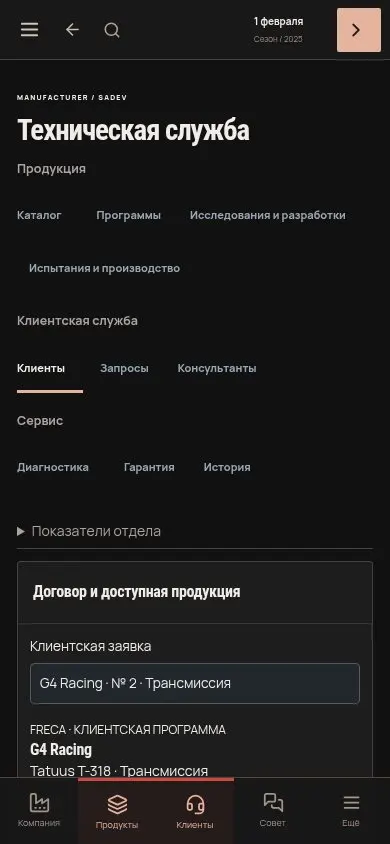 1 февраля
Сезон / 2025
MANUFACTURER / SADEV
Техническая служба
Продукция
Каталог Программы Исследования и разработки
Испытания и производство
Клиентская служба
Клиенты Запросы Консультанты
Сервис
Диагностика Гарантия История
Показатели отдела
Договор и доступная продукция
Клиентская заявка
G4 Racing · № 2 · Трансмиссия
FRECA · КЛИЕНТСКАЯ ПРОГРАММА
G4 Racing
Tatuus T-318 · Трансмиссия
Компания Продукты Клиенты Совет Ещё